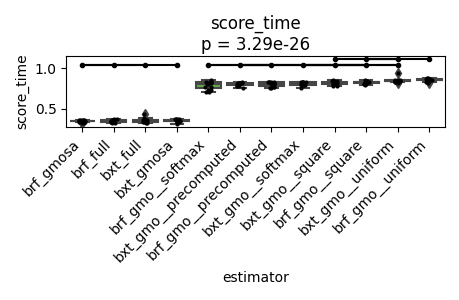 score_time
p = 3.29e-26
score_time
1.0
0.5
brf_gmosa
brf_full
bxt_full
bxt_gmosa
brf_gmo__softmax
bxt_gmo__precomputed
brf_gmo__precomputed
bxt_gmo__softmax
bxt_gmo__square
brf_gmo__square
bxt_gmo__uniform
brf_gmo__uniform
estimator